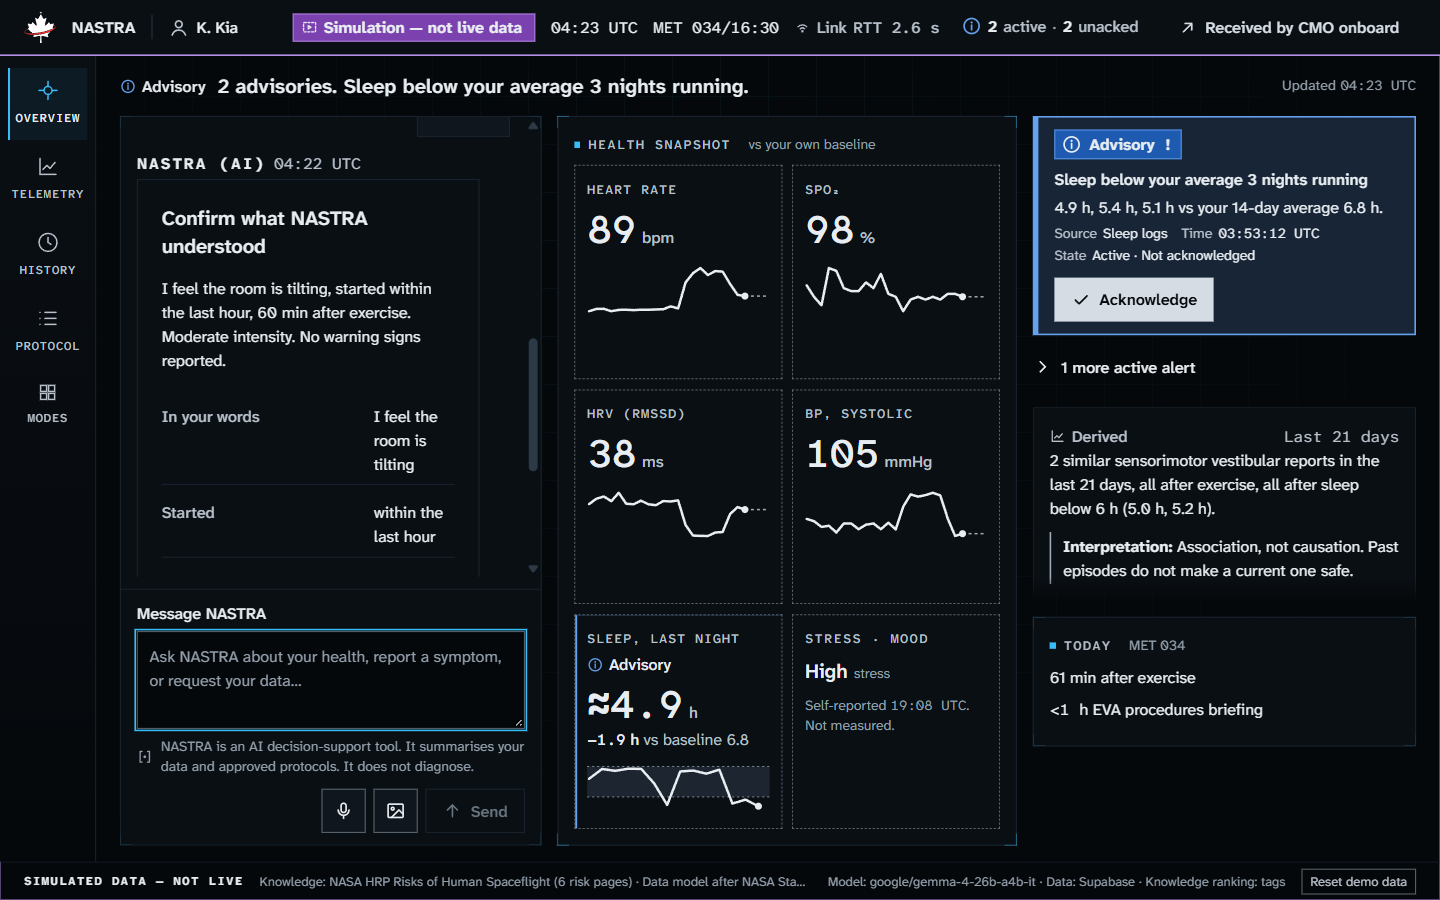 NASTRA
K. Kia
Simulation — not live data
04:23 UTC MET 034/16:30
Link RTT 2.6 s
2 active · 2 unacked
Received by CMO onboard
OVERVIEW
TELEMETRY
HISTORY
PROTOCOL
MODES
Advisory 2 advisories. Sleep below your average 3 nights running.
Updated 04:23 UTC
NASTRA (AI) 04:22 UTC
Confirm what NASTRA
understood
I feel the room is tilting, started within
the last hour, 60 min after exercise.
Moderate intensity. No warning signs
reported.
In your words
I feel the
room is
tilting
Started
within the
last hour
Message NASTRA
Ask NASTRA about your health, report a symptom,
or request your data...
NASTRA is an AI decision-support tool. It summarises your
data and approved protocols. It does not diagnose.
Send
HEALTH SNAPSHOT vs your own baseline
HEART RATE
89 bpm
SPO₂
98 %
HRV (RMSSD)
38 ms
BP, SYSTOLIC
105 mmHg
SLEEP, LAST NIGHT
Advisory
≈4.9 h
−1.9 h vs baseline 6.8
STRESS · MOOD
High stress
Self-reported 19:08 UTC.
Not measured.
Advisory !
Sleep below your average 3 nights running
4.9 h, 5.4 h, 5.1 h vs your 14-day average 6.8 h.
Source Sleep logs Time 03:53:12 UTC
State Active · Not acknowledged
Acknowledge
1 more active alert
Derived Last 21 days
2 similar sensorimotor vestibular reports in the
last 21 days, all after exercise, all after sleep
below 6 h (5.0 h, 5.2 h).
Interpretation: Association, not causation. Past
episodes do not make a current one safe.
TODAY MET 034
61 min after exercise
<1 h EVA procedures briefing
SIMULATED DATA — NOT LIVE
Knowledge: NASA HRP Risks of Human Spaceflight (6 risk pages) · Data model after NASA Sta...
Model: google/gemma-4-26b-a4b-it · Data: Supabase · Knowledge ranking: tags
Reset demo data